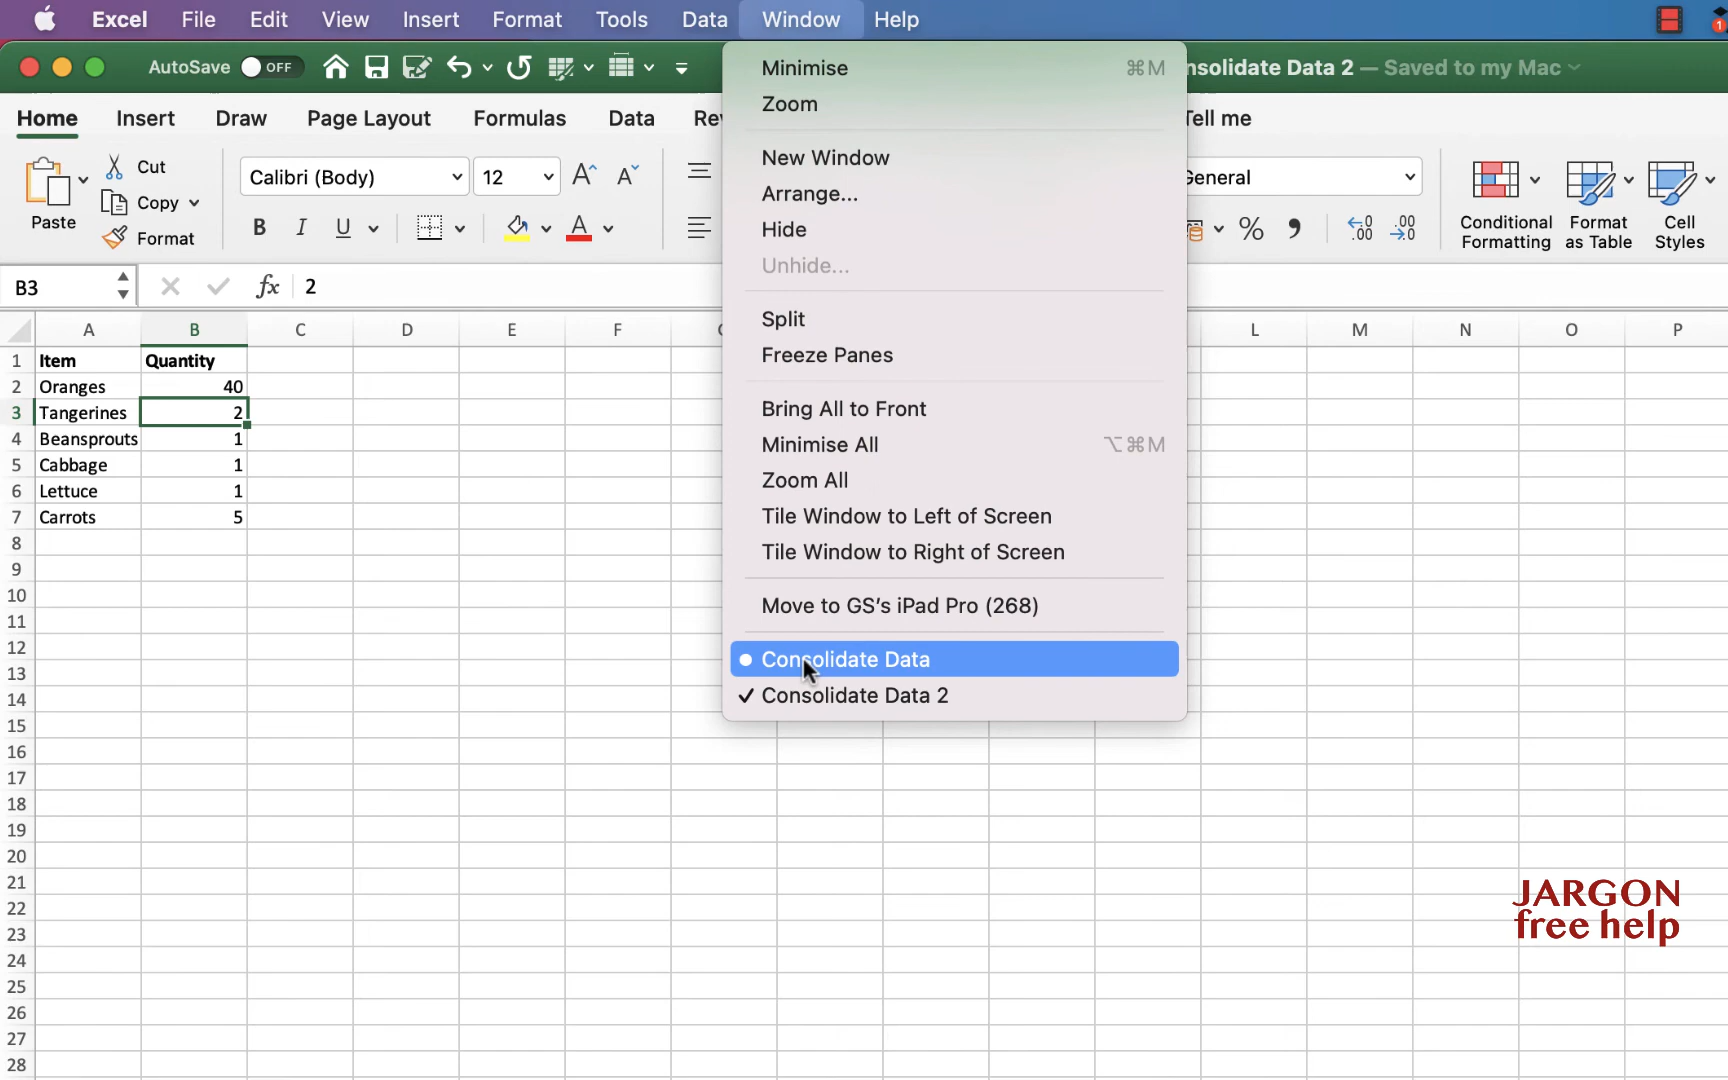 Excel File Edit View Insert Format Tools Data Window Help
1
AutoSave OFF
nsolidate Data 2 — Saved to my Mac
Home Insert Draw Page Layout Formulas Data Tell me
Paste
Cut
Copy
Format
Calibri (Body) 12
B I U A
General
% .00 .00
Conditional Formatting
Format as Table
Cell Styles
B3 fx 2
A B C D E F L M N O P
1 Item Quantity
2 Oranges 40
3 Tangerines 2
4 Beansprouts 1
5 Cabbage 1
6 Lettuce 1
7 Carrots 5
8
9
10
11
12
13
14
15
16
17
18
19
20
21
22
23
24
25
26
27
28
Minimise ⌘M
Zoom
New Window
Arrange...
Hide
Unhide...
Split
Freeze Panes
Bring All to Front
Minimise All ⌥⌘M
Zoom All
Tile Window to Left of Screen
Tile Window to Right of Screen
Move to GS’s iPad Pro (268)
Consolidate Data
✓ Consolidate Data 2
JARGON
free help